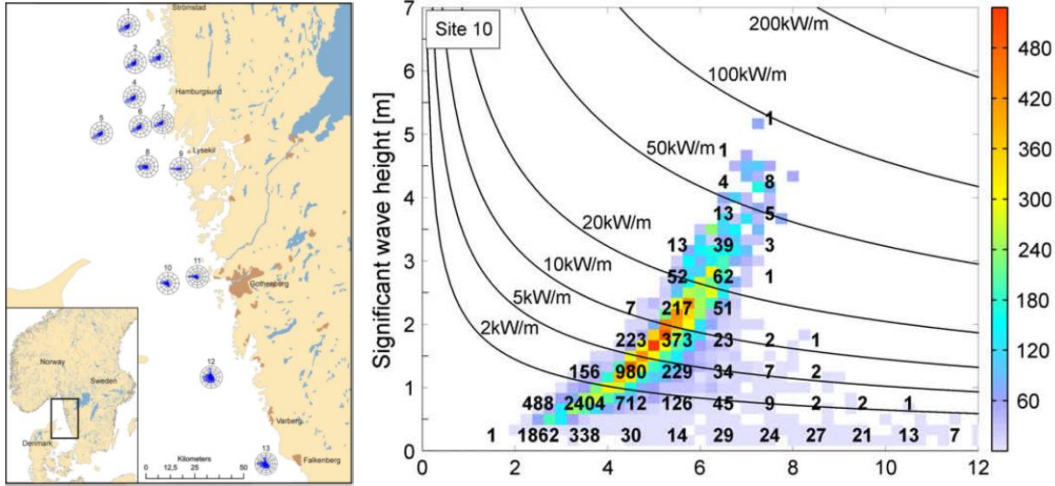 1
Strömstad
2
3
Hamburgsund
4
5
6
7
Lysekil
8
9
10
11
Gothenberg
12
Varberg
13
Falkenberg
Norway
Sweden
Denmark
Kilometers
0 12,5 25 50
Site 10
Significant wave height [m]
7
6
5
4
3
2
1
0
200kW/m
100kW/m
50kW/m
20kW/m
10kW/m
5kW/m
2kW/m
1
1
4 8
13 5
13 39 3
52 62 1
7 217 51
223 373 23 2 1
156 980 229 34 7 2
488 2404 712 126 45 9 2 2 1
1 1862 338 30 14 29 24 27 21 13 7
0 2 4 6 8 10 12
480
420
360
300
240
180
120
60